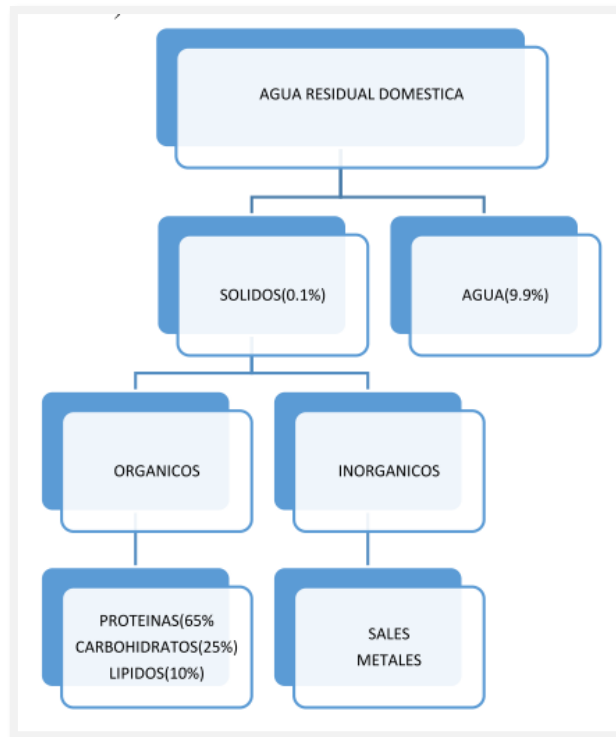 AGUA RESIDUAL DOMESTICA
SOLIDOS(0.1%)
AGUA(9.9%)
ORGANICOS
INORGANICOS
PROTEINAS(65%
CARBOHIDRATOS(25%)
LIPIDOS(10%)
SALES
METALES